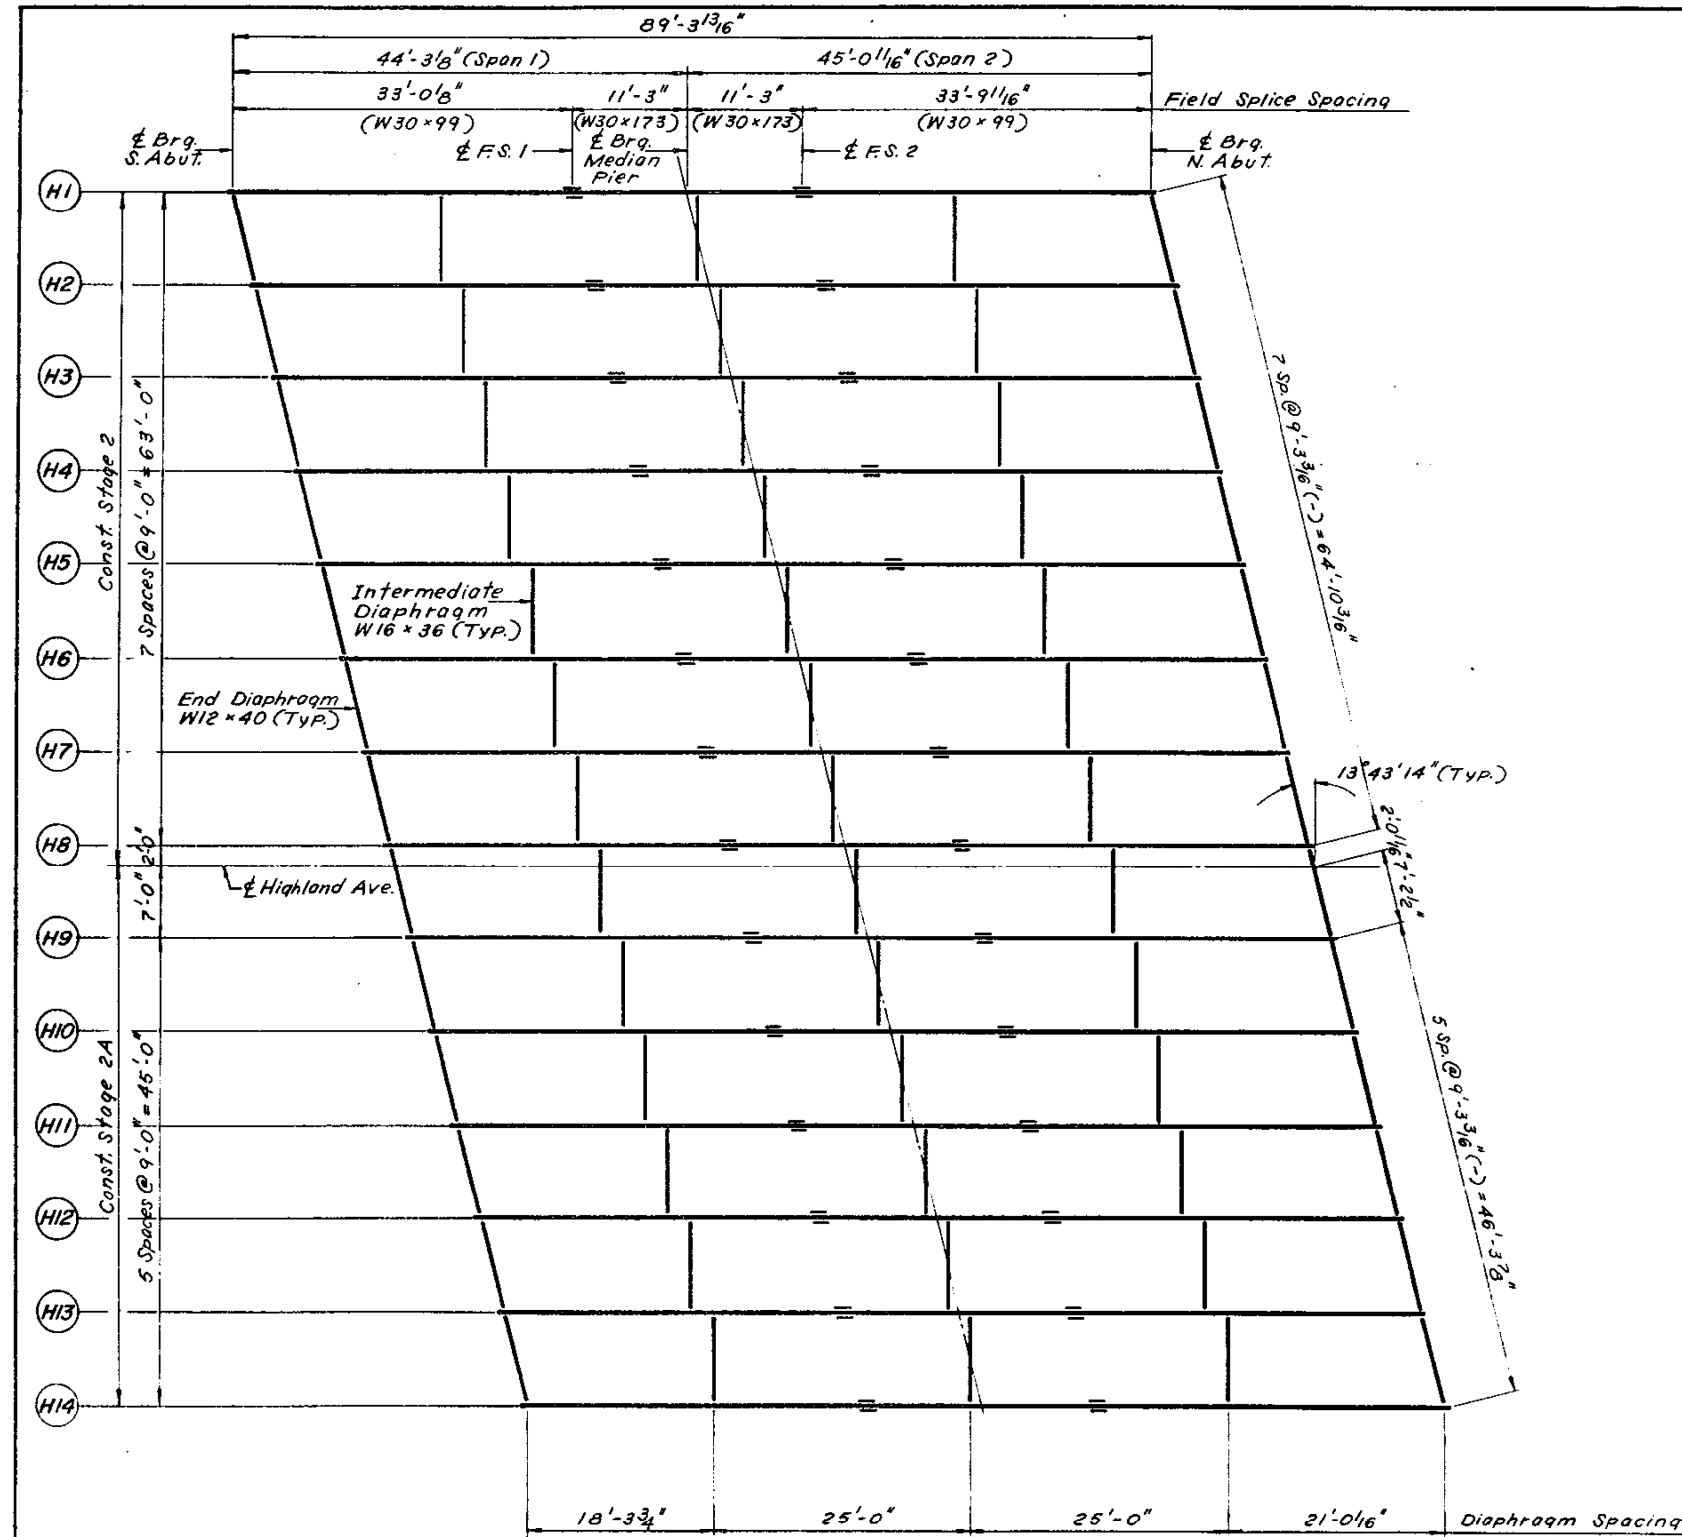 89'-3 13/16"
44'-3 1/8" (Span 1)
45'-0 11/16" (Span 2)
33'-0 1/8"
11'-3"
11'-3"
33'-9 11/16"
Field Splice Spacing
(W30×99)
(W30×173)
(W30×173)
(W30×99)
℄ Brg.
S. Abut.
℄ F.S. 1
℄ Brg.
Median
Pier
℄ F.S. 2
℄ Brg.
N. Abut.
H1
H2
H3
H4
H5
H6
H7
H8
H9
H10
H11
H12
H13
H14
Const. Stage 2
7 Spaces @ 9'-0" = 63'-0"
2'-0"
7'-0"
Const. Stage 2A
5 Spaces @ 9'-0" = 45'-0"
Intermediate
Diaphragm
W16 × 36 (Typ.)
End Diaphragm
W12 × 40 (Typ.)
℄ Highland Ave.
7 Sp. @ 9'-3 3/16" (-) = 64'-10 3/16"
13°43'14" (Typ.)
2'-0 11/16"
7'-2 1/2"
5 Sp. @ 9'-3 3/16" (-) = 46'-3 7/8"
18'-3 3/4"
25'-0"
25'-0"
21'-0 1/16"
Diaphragm Spacing